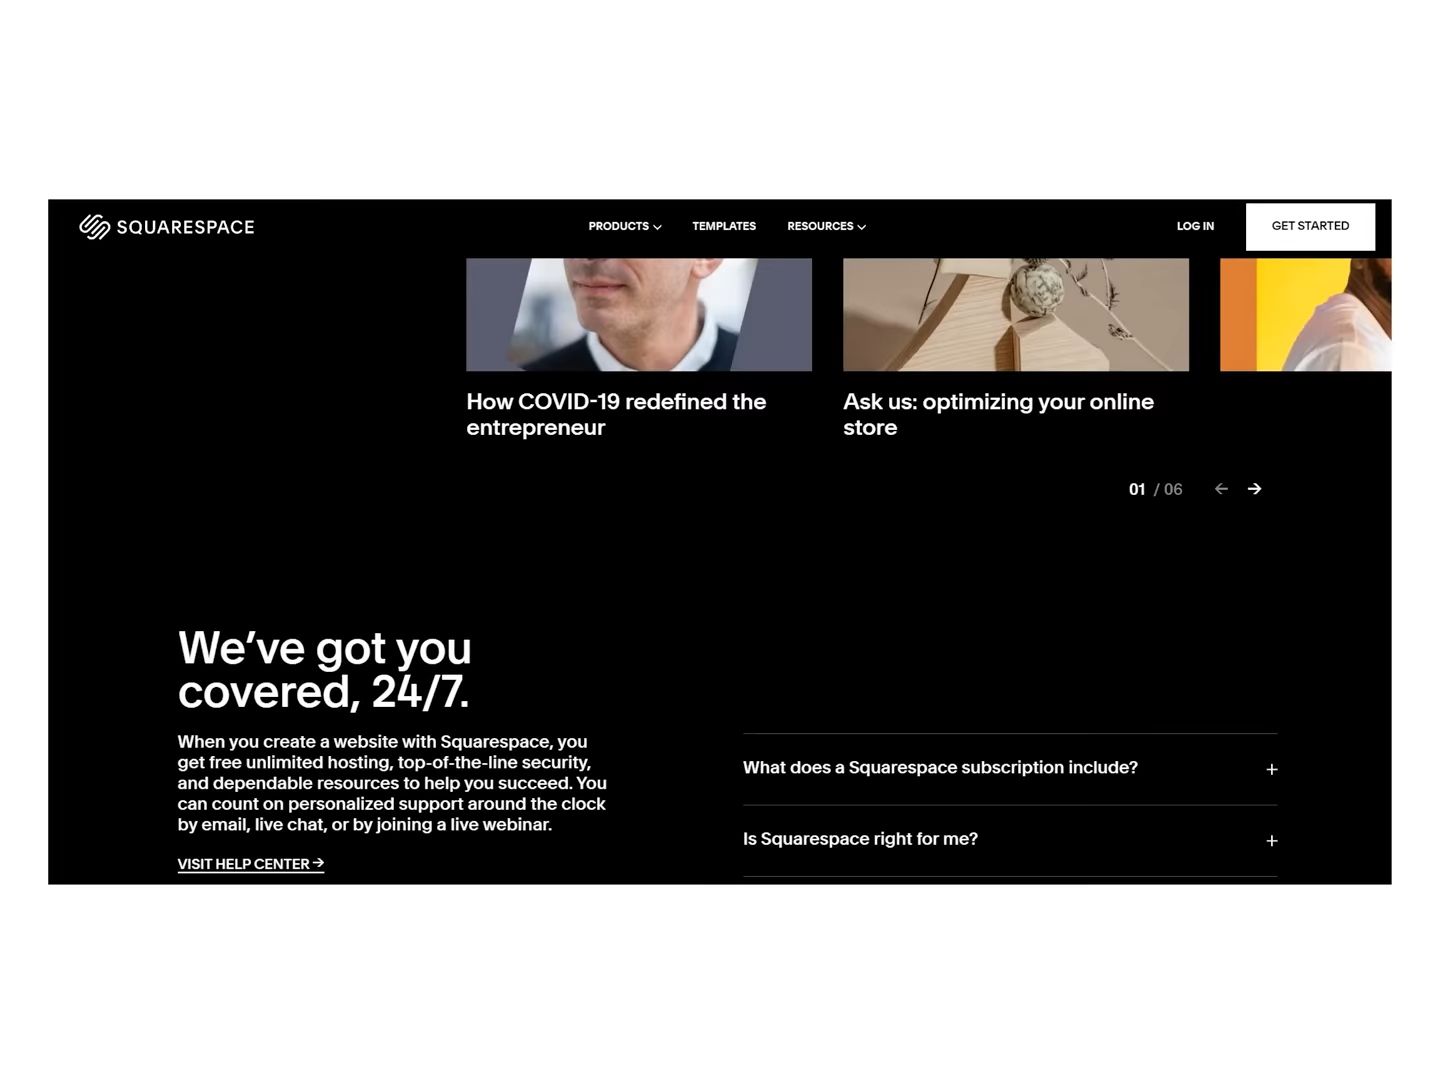 SQUARESPACE
PRODUCTS
TEMPLATES
RESOURCES
LOG IN
GET STARTED
How COVID-19 redefined the
entrepreneur
Ask us: optimizing your online
store
01 / 06 ← →
We’ve got you
covered, 24/7.
When you create a website with Squarespace, you
get free unlimited hosting, top-of-the-line security,
and dependable resources to help you succeed. You
can count on personalized support around the clock
by email, live chat, or by joining a live webinar.
VISIT HELP CENTER →
What does a Squarespace subscription include? +
Is Squarespace right for me? +